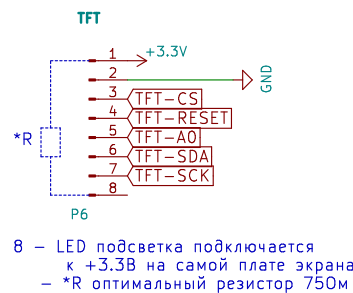 TFT
1 +3.3V
2 GND
3 TFT-CS
4 TFT-RESET
5 TFT-A0
6 TFT-SDA
7 TFT-SCK
8
*R
P6
8 – LED подсветка подключается
к +3.3В на самой плате экрана
– *R оптимальный резистор 75Ом